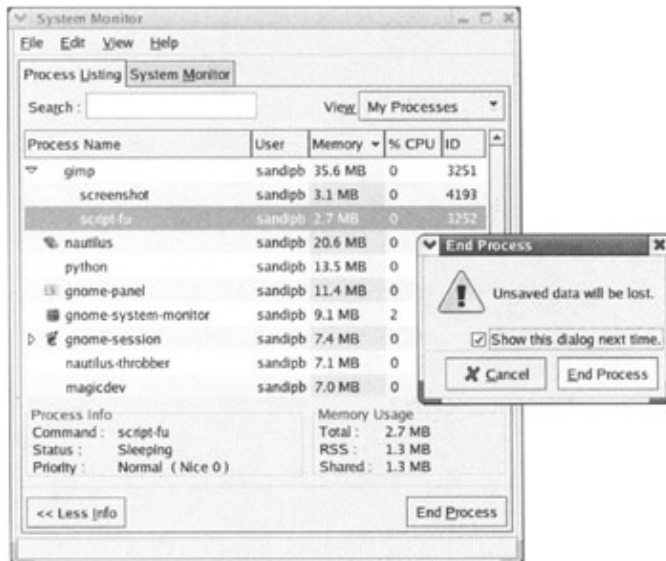 System Monitor
File Edit View Help
Process Listing System Monitor
Search : View My Processes
Process Name User Memory % CPU ID
gimp sandipb 35.6 MB 0 3251
screenshot sandipb 3.1 MB 0 4193
script-fu sandipb 2.7 MB 0 3252
nautilus sandipb 20.6 MB 0
python sandipb 13.5 MB 0
gnome-panel sandipb 11.4 MB 0
gnome-system-monitor sandipb 9.1 MB 2
gnome-session sandipb 7.4 MB 0
nautilus-throbber sandipb 7.1 MB 0
magicdev sandipb 7.0 MB 0
Process Info
Command : script-fu
Status : Sleeping
Priority : Normal ( Nice 0 )
Memory Usage
Total : 2.7 MB
RSS : 1.3 MB
Shared : 1.3 MB
<< Less Info
End Process
End Process
Unsaved data will be lost.
Show this dialog next time.
Cancel End Process